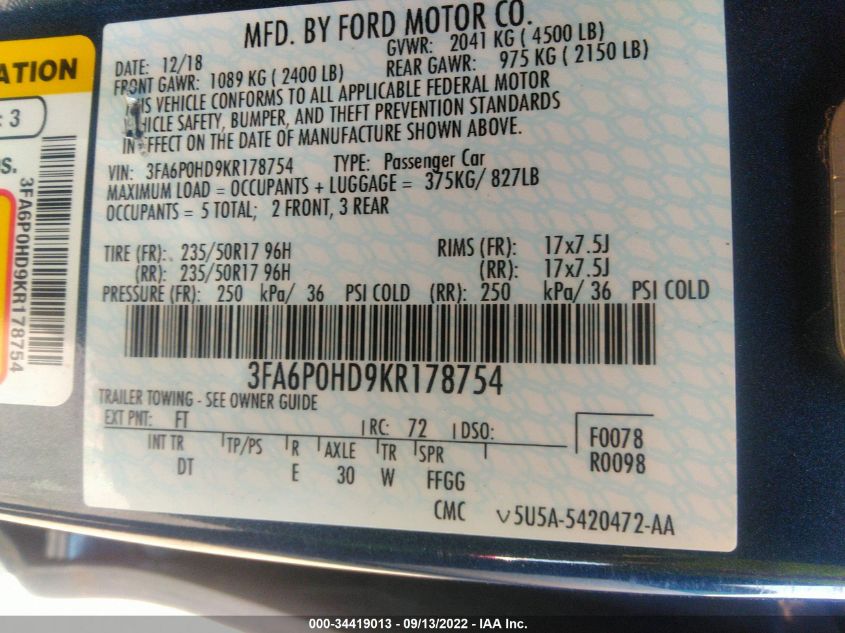 MFD. BY FORD MOTOR CO.
DATE: 12/18 GVWR: 2041 KG ( 4500 LB)
FRONT GAWR: 1089 KG ( 2400 LB) REAR GAWR: 975 KG ( 2150 LB)
IS VEHICLE CONFORMS TO ALL APPLICABLE FEDERAL MOTOR
HICLE SAFETY, BUMPER, AND THEFT PREVENTION STANDARDS
IN EFFECT ON THE DATE OF MANUFACTURE SHOWN ABOVE.
VIN: 3FA6P0HD9KR178754 TYPE: Passenger Car
MAXIMUM LOAD = OCCUPANTS + LUGGAGE = 375KG/ 827LB
OCCUPANTS = 5 TOTAL; 2 FRONT, 3 REAR
TIRE (FR): 235/50R17 96H RIMS (FR): 17x7.5J
(RR): 235/50R17 96H (RR): 17x7.5J
PRESSURE (FR): 250 kPa/ 36 PSI COLD (RR): 250 kPa/ 36 PSI COLD
3FA6P0HD9KR178754
TRAILER TOWING - SEE OWNER GUIDE
EXT PNT: FT RC: 72 DSO: F0078
INT TR TP/PS R AXLE TR SPR R0098
DT E 30 W FFGG
CMC v5U5A-5420472-AA
ATION
: 3
S.
3FA6P0HD9KR178754
000-34419013 - 09/13/2022 - IAA Inc.